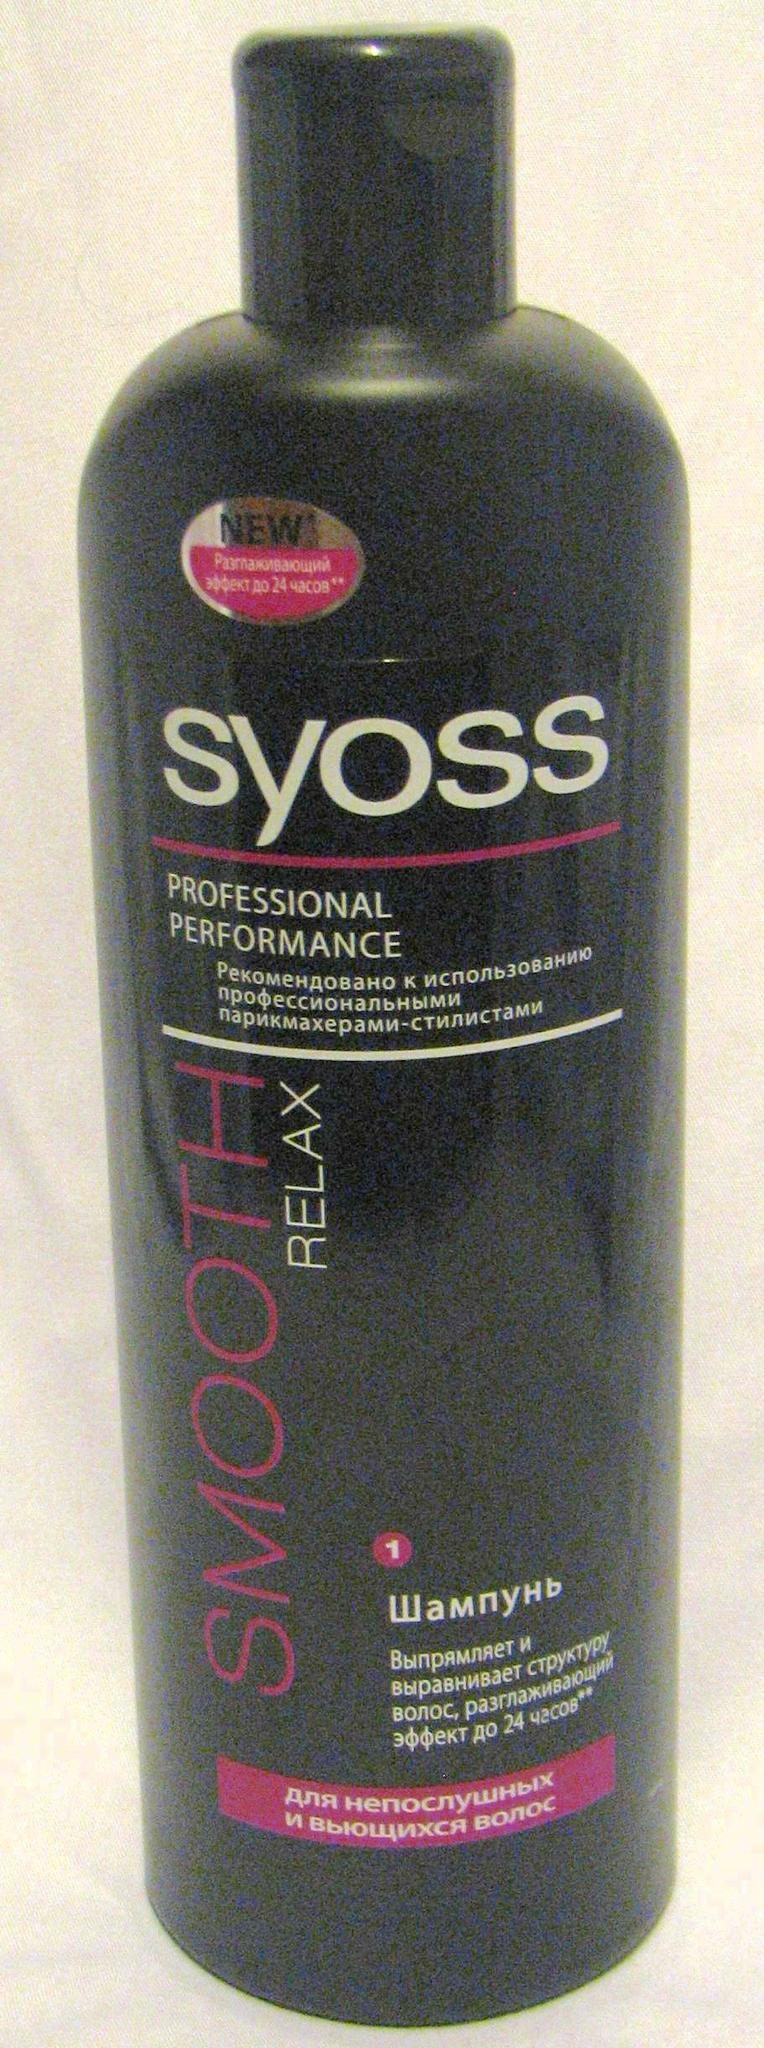 NEW!
Разглаживающий
эффект до 24 часов**
syoss
PROFESSIONAL
PERFORMANCE
Рекомендовано к использованию
профессиональными
парикмахерами-стилистами
SMOOTH
RELAX
1
Шампунь
Выпрямляет и
выравнивает структуру
волос, разглаживающий
эффект до 24 часов**
для непослушных
и вьющихся волос